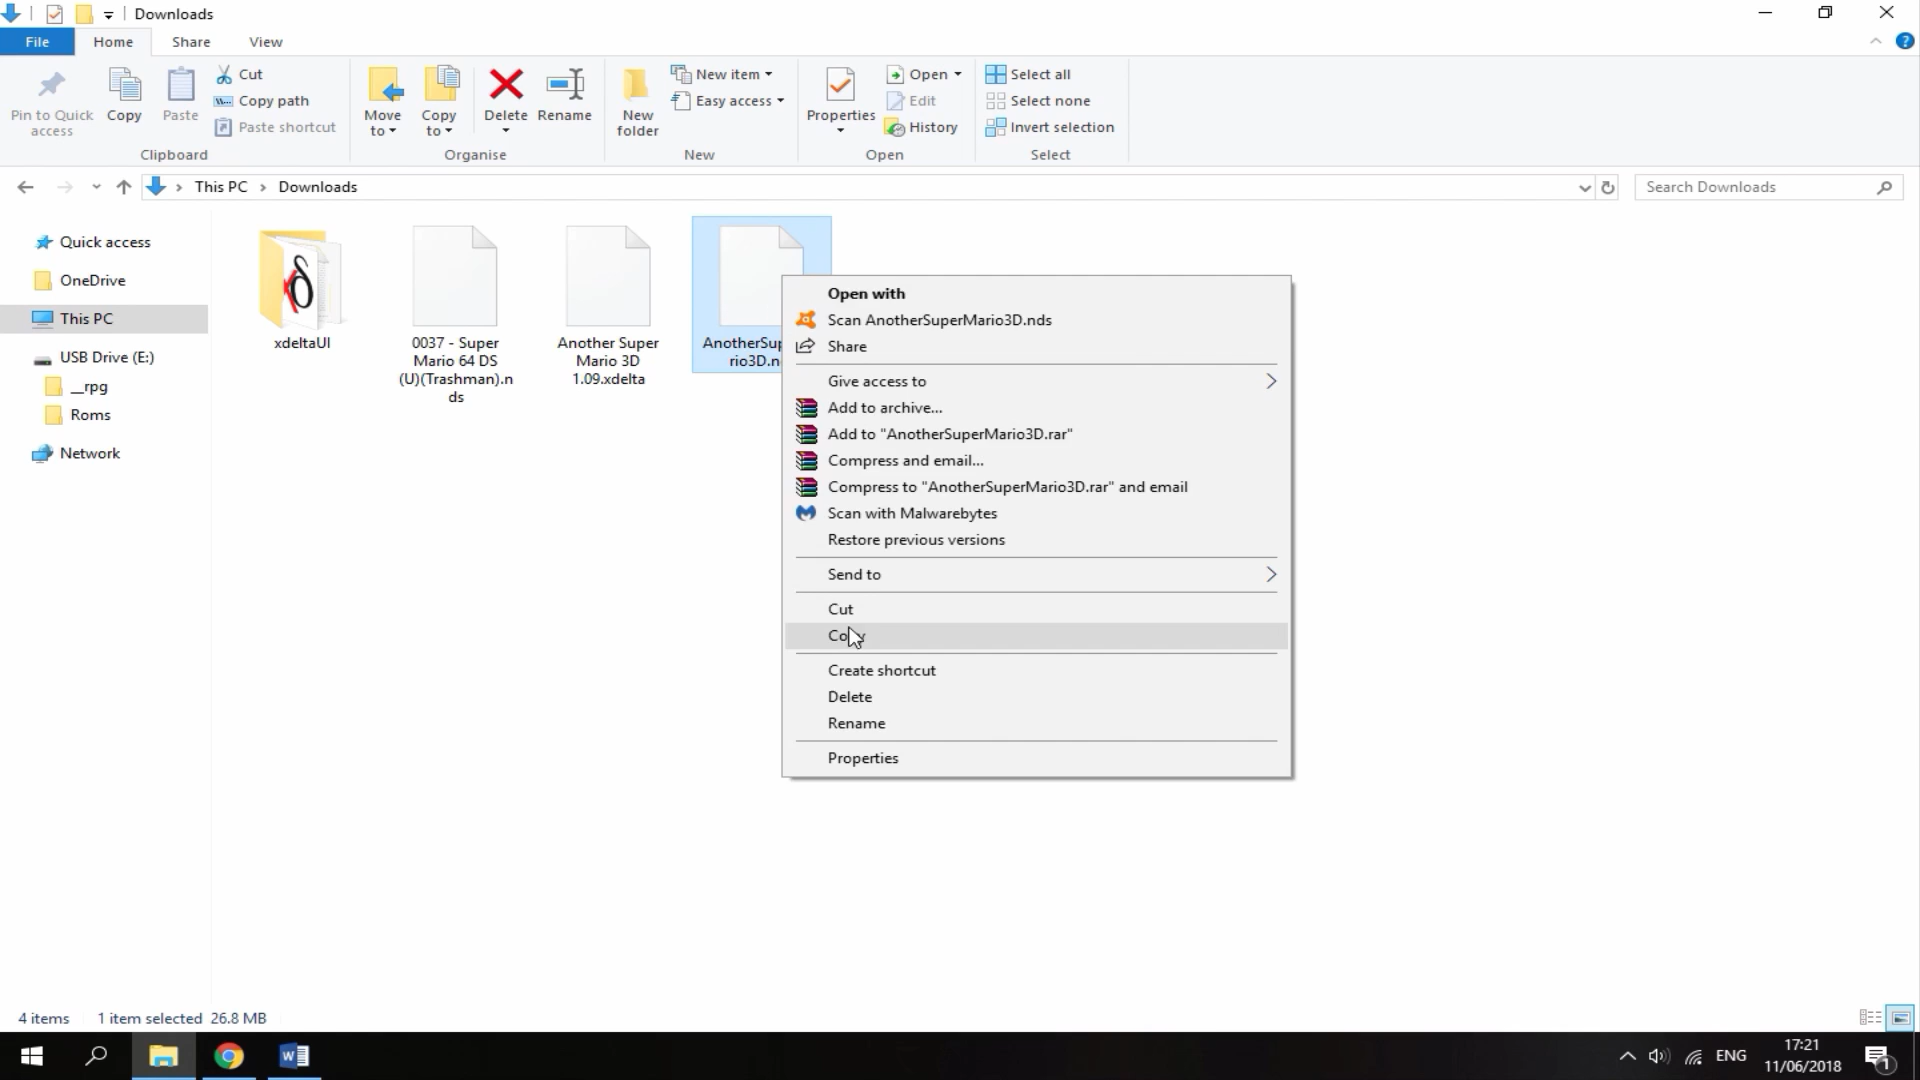 Downloads
File
Home
Share
View
Pin to Quick
access
Copy
Paste
Cut
Copy path
Paste shortcut
Clipboard
Move
to
Copy
to
Delete
Rename
Organise
New
folder
New item
Easy access
New
Properties
Open
Edit
History
Open
Select all
Select none
Invert selection
Select
This PC
Downloads
Search Downloads
Quick access
OneDrive
This PC
USB Drive (E:)
__rpg
Roms
Network
xdeltaUI
0037 - Super
Mario 64 DS
(U)(Trashman).n
ds
Another Super
Mario 3D
1.09.xdelta
Open with
Scan AnotherSuperMario3D.nds
Share
Give access to
Add to archive...
Add to "AnotherSuperMario3D.rar"
Compress and email...
Compress to "AnotherSuperMario3D.rar" and email
Scan with Malwarebytes
Restore previous versions
Send to
Cut
Copy
Create shortcut
Delete
Rename
Properties
4 items
1 item selected 26.8 MB
ENG
17:21
11/06/2018
1